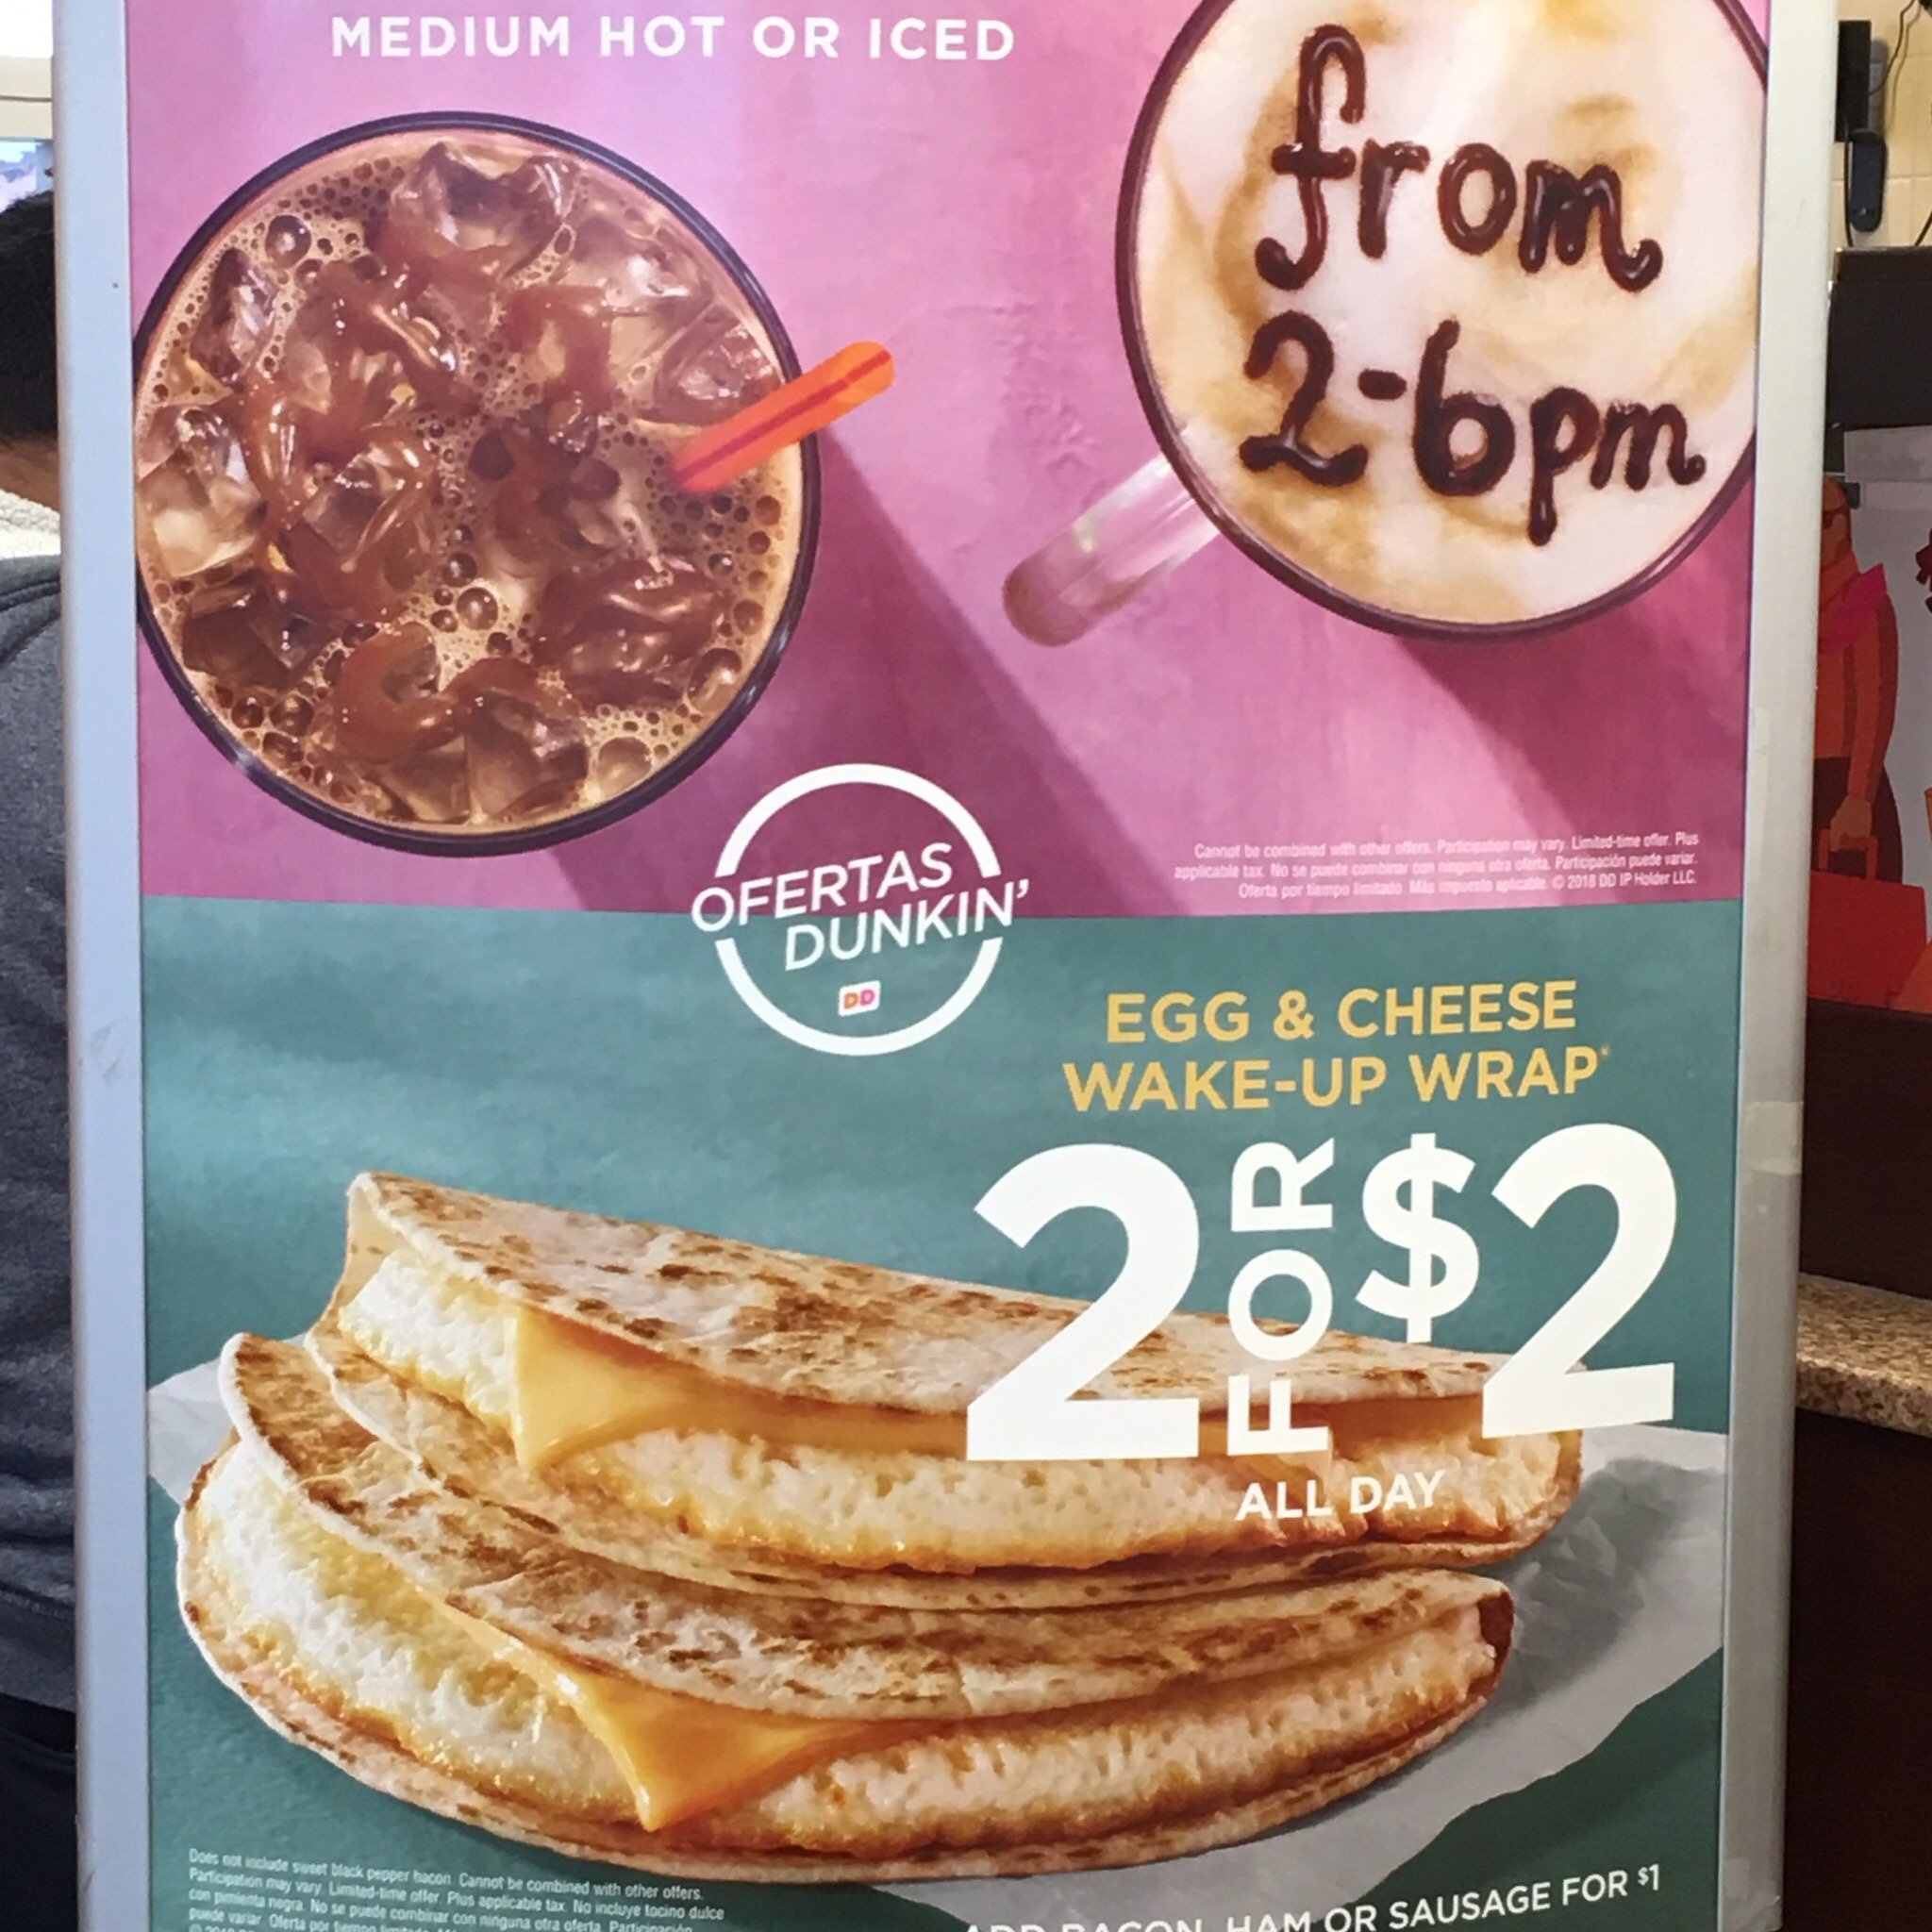 MEDIUM HOT OR ICED
from
2-6pm
Cannot be combined with other offers. Participation may vary. Limited-time offer. Plus
applicable tax. No se puede combinar con ninguna otra oferta. Participación puede variar.
Oferta por tiempo limitado. Más impuesto aplicable. © 2018 DD IP Holder LLC.
OFERTAS
DUNKIN'
DD
EGG & CHEESE
WAKE-UP WRAP®
2 FOR $2
ALL DAY
Does not include sweet black pepper bacon. Cannot be combined with other offers.
Participation may vary. Limited-time offer. Plus applicable tax. No incluye tocino dulce
con pimienta negra. No se puede combinar con ninguna otra oferta. Participación
puede variar. Oferta por tiempo limitado.
ADD BACON, HAM OR SAUSAGE FOR $1